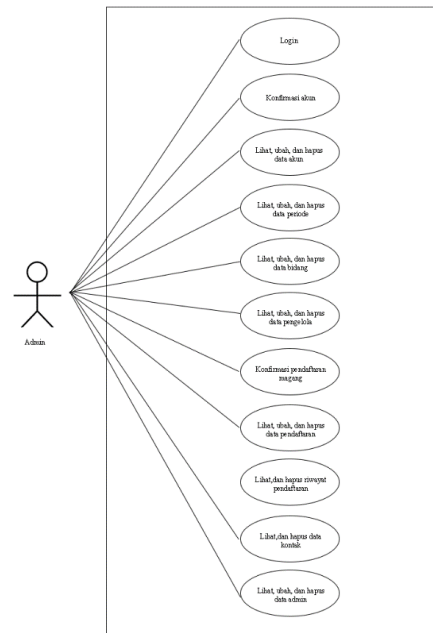 Login
Konfirmasi akun
Lihat, ubah, dan hapus
data akun
Lihat, ubah, dan hapus
data periode
Lihat, ubah, dan hapus
data bidang
Lihat, ubah, dan hapus
data pengelola
Admin
Konfirmasi pendaftaran
magang
Lihat, ubah, dan hapus
data pendaftaran
Lihat,dan hapus riwayat
pendaftaran
Lihat,dan hapus data
kontak
Lihat, ubah, dan hapus
data admin